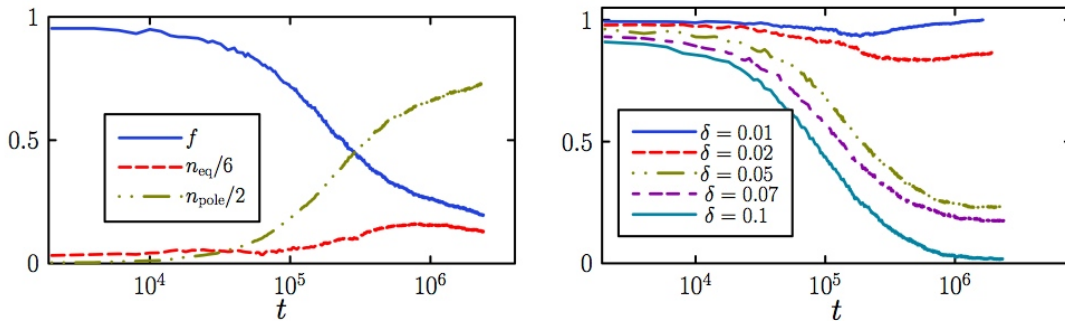 1
0.5
0
f
n_eq/6
n_pole/2
10^4 10^5 10^6
t
1
0.5
0
δ = 0.01
δ = 0.02
δ = 0.05
δ = 0.07
δ = 0.1
10^4 10^5 10^6
t